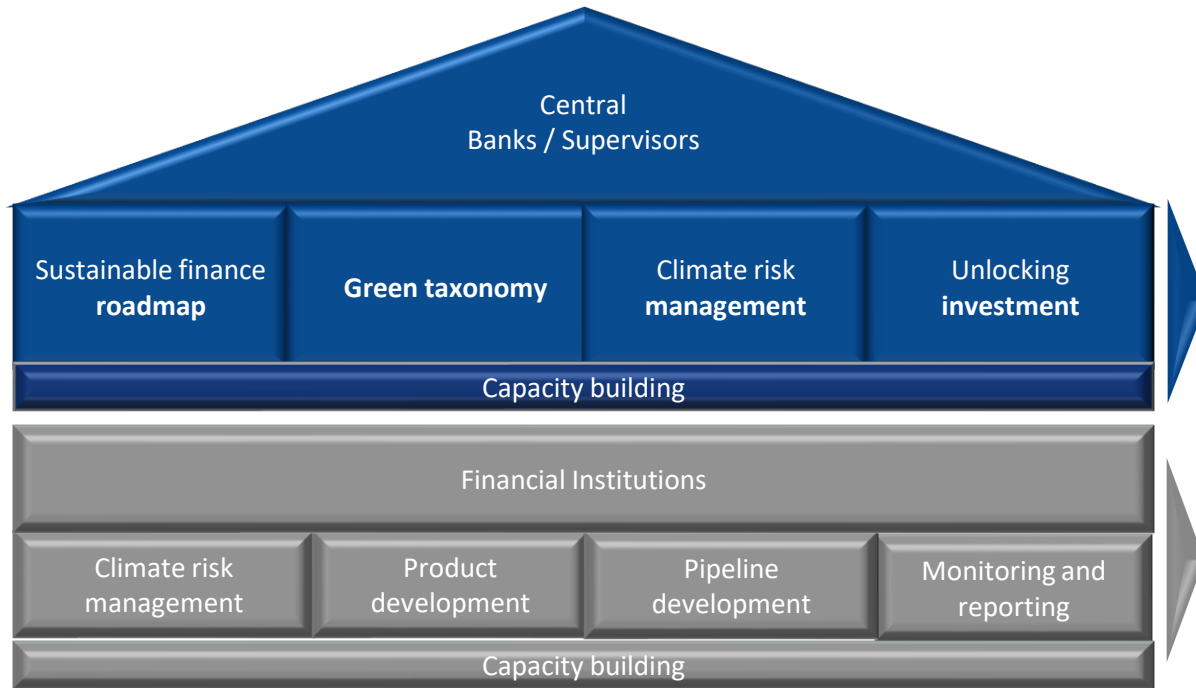 Central
Banks / Supervisors
Sustainable finance
roadmap
Green taxonomy
Climate risk
management
Unlocking
investment
Capacity building
Financial Institutions
Climate risk
management
Product
development
Pipeline
development
Monitoring and
reporting
Capacity building